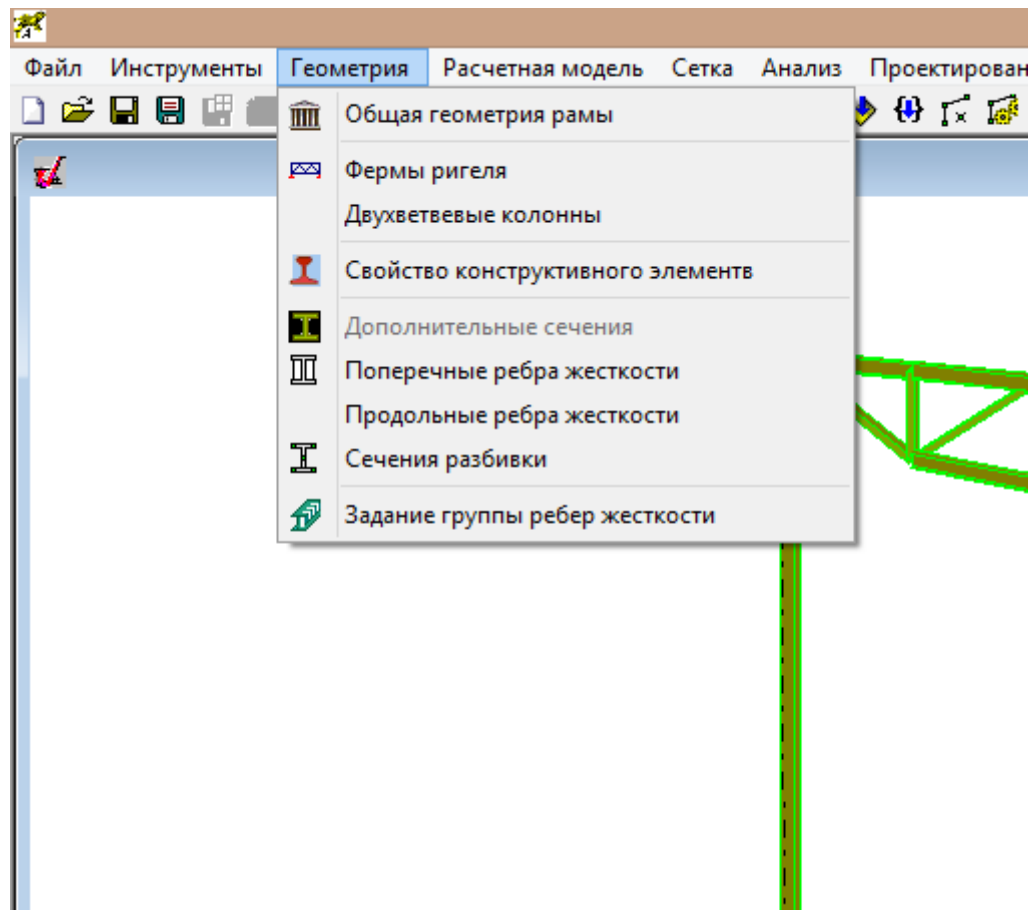 Файл Инструменты Геометрия Расчетная модель Сетка Анализ Проектирован
Общая геометрия рамы
Фермы ригеля
Двухветвевые колонны
Свойство конструктивного элементв
Дополнительные сечения
Поперечные ребра жесткости
Продольные ребра жесткости
Сечения разбивки
Задание группы ребер жесткости